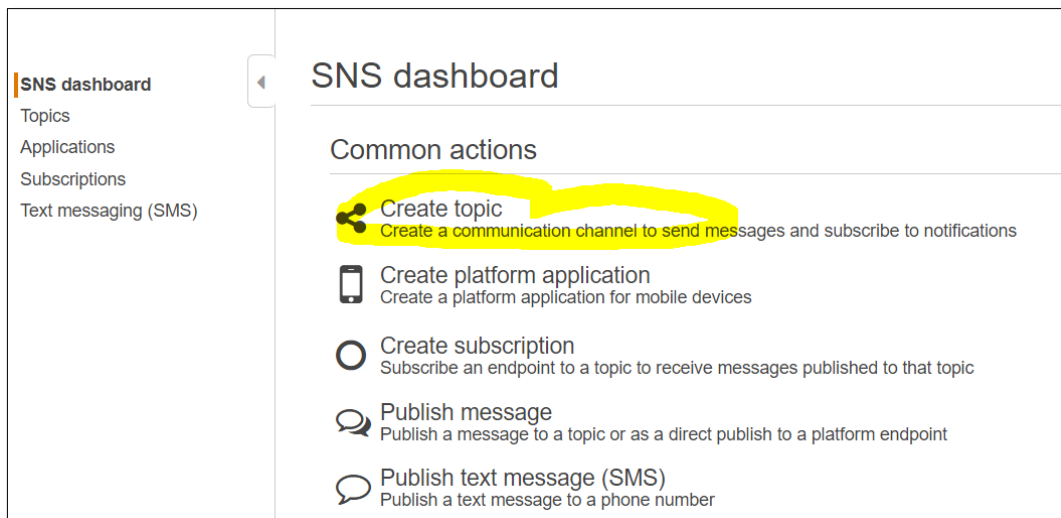 SNS dashboard
Topics
Applications
Subscriptions
Text messaging (SMS)
SNS dashboard
Common actions
Create topic
Create a communication channel to send messages and subscribe to notifications
Create platform application
Create a platform application for mobile devices
Create subscription
Subscribe an endpoint to a topic to receive messages published to that topic
Publish message
Publish a message to a topic or as a direct publish to a platform endpoint
Publish text message (SMS)
Publish a text message to a phone number